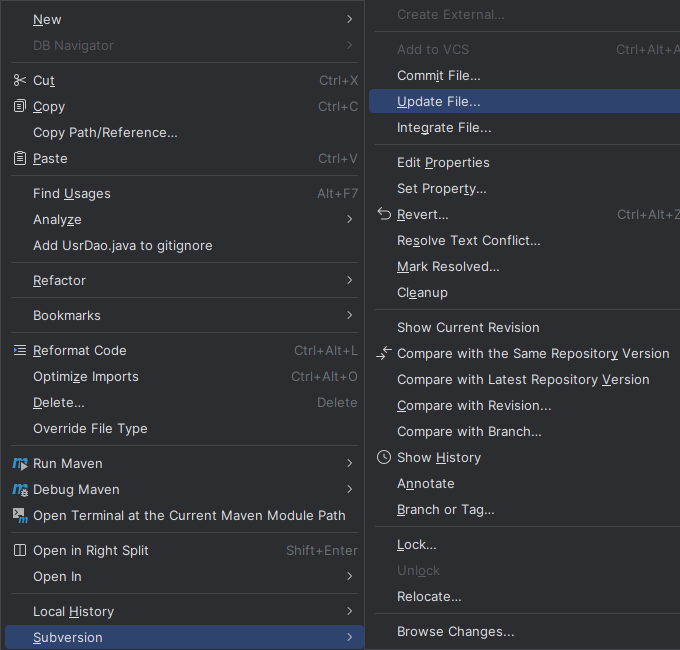 New
DB Navigator
Cut Ctrl+X
Copy Ctrl+C
Copy Path/Reference...
Paste Ctrl+V
Find Usages Alt+F7
Analyze
Add UsrDao.java to gitignore
Refactor
Bookmarks
Reformat Code Ctrl+Alt+L
Optimize Imports Ctrl+Alt+O
Delete... Delete
Override File Type
Run Maven
Debug Maven
Open Terminal at the Current Maven Module Path
Open in Right Split Shift+Enter
Open In
Local History
Subversion
Create External...
Add to VCS Ctrl+Alt+A
Commit File...
Update File...
Integrate File...
Edit Properties
Set Property...
Revert... Ctrl+Alt+Z
Resolve Text Conflict...
Mark Resolved...
Cleanup
Show Current Revision
Compare with the Same Repository Version
Compare with Latest Repository Version
Compare with Revision...
Compare with Branch...
Show History
Annotate
Branch or Tag...
Lock...
Unlock
Relocate...
Browse Changes...